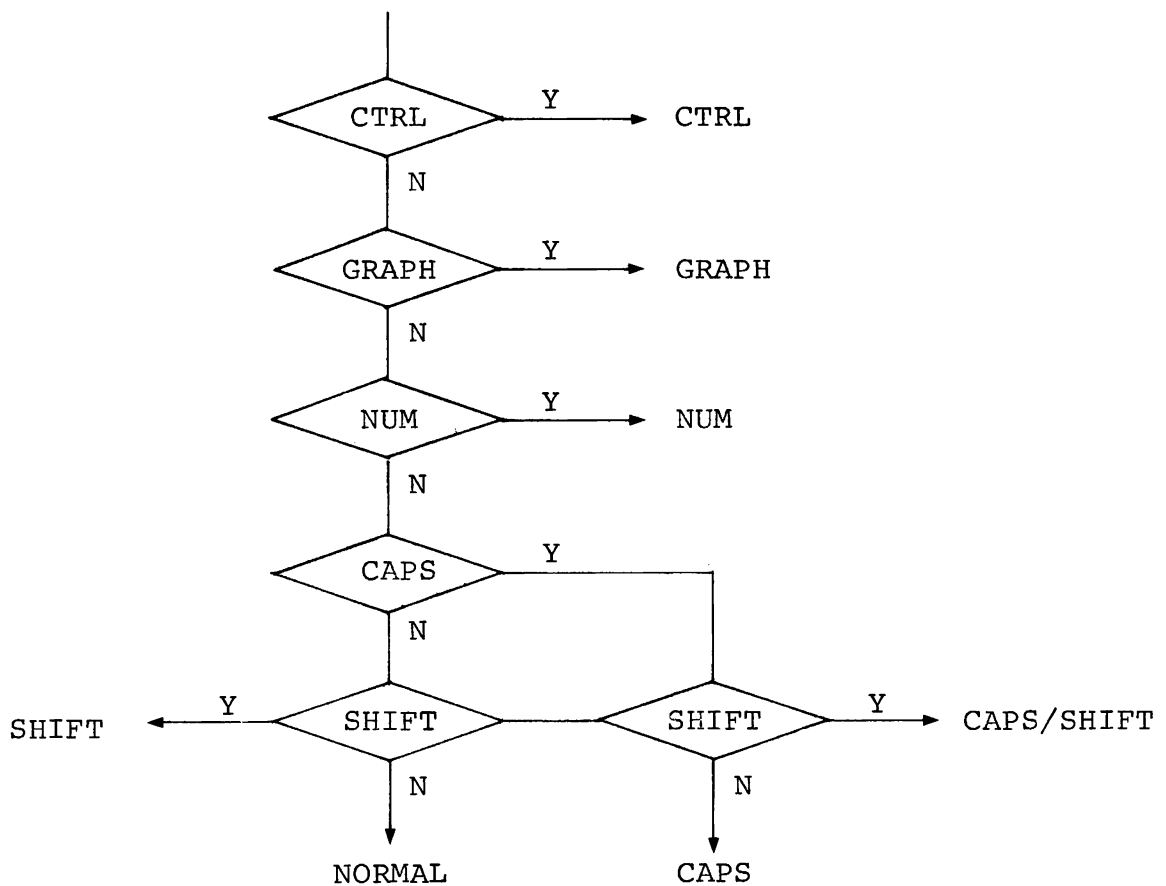 Y
CTRL CTRL
N
Y
GRAPH GRAPH
N
Y
NUM NUM
N
Y
CAPS
N
Y Y
SHIFT SHIFT SHIFT CAPS/SHIFT
N N
NORMAL CAPS